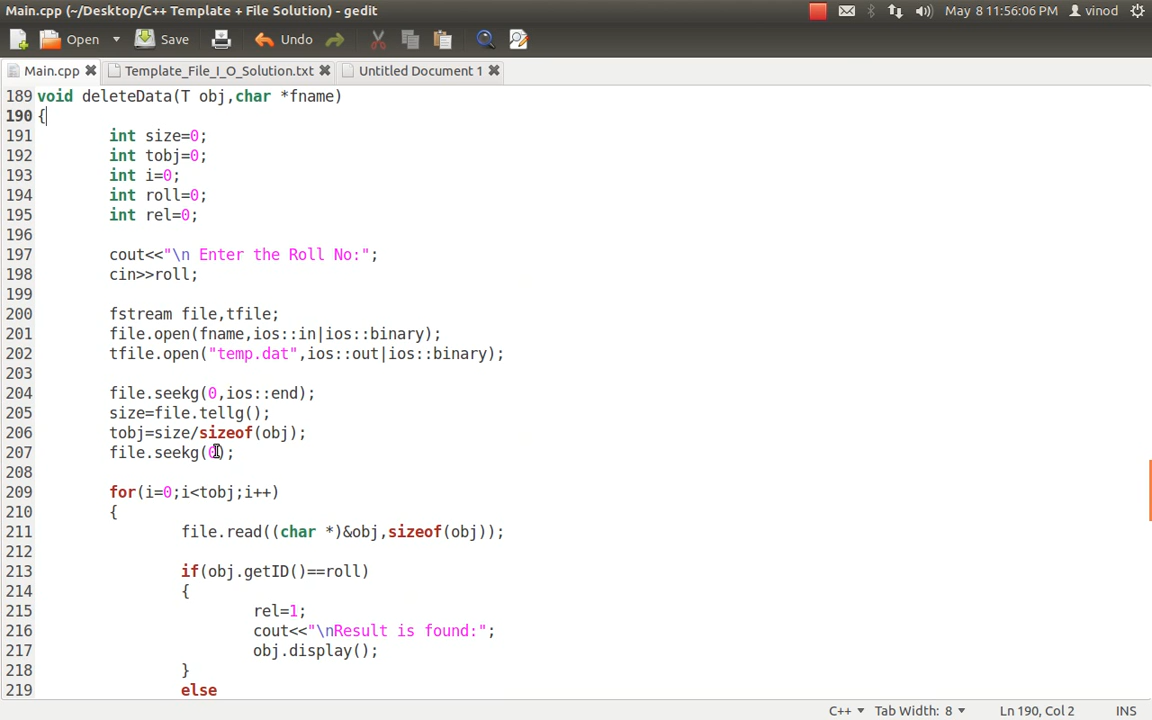 Main.cpp (~/Desktop/C++ Template + File Solution) - gedit May 8 11:56:06 PM vinod
Open Save Undo
Main.cpp Template_File_I_O_Solution.txt Untitled Document 1
189 void deleteData(T obj,char *fname)
190 {
191 int size=0;
192 int tobj=0;
193 int i=0;
194 int roll=0;
195 int rel=0;
196
197 cout<<"\n Enter the Roll No:";
198 cin>>roll;
199
200 fstream file,tfile;
201 file.open(fname,ios::in|ios::binary);
202 tfile.open("temp.dat",ios::out|ios::binary);
203
204 file.seekg(0,ios::end);
205 size=file.tellg();
206 tobj=size/sizeof(obj);
207 file.seekg(0);
208
209 for(i=0;i<tobj;i++)
210 {
211 file.read((char *)&obj,sizeof(obj));
212
213 if(obj.getID()==roll)
214 {
215 rel=1;
216 cout<<"\nResult is found:";
217 obj.display();
218 }
219 else
C++ Tab Width: 8 Ln 190, Col 2 INS